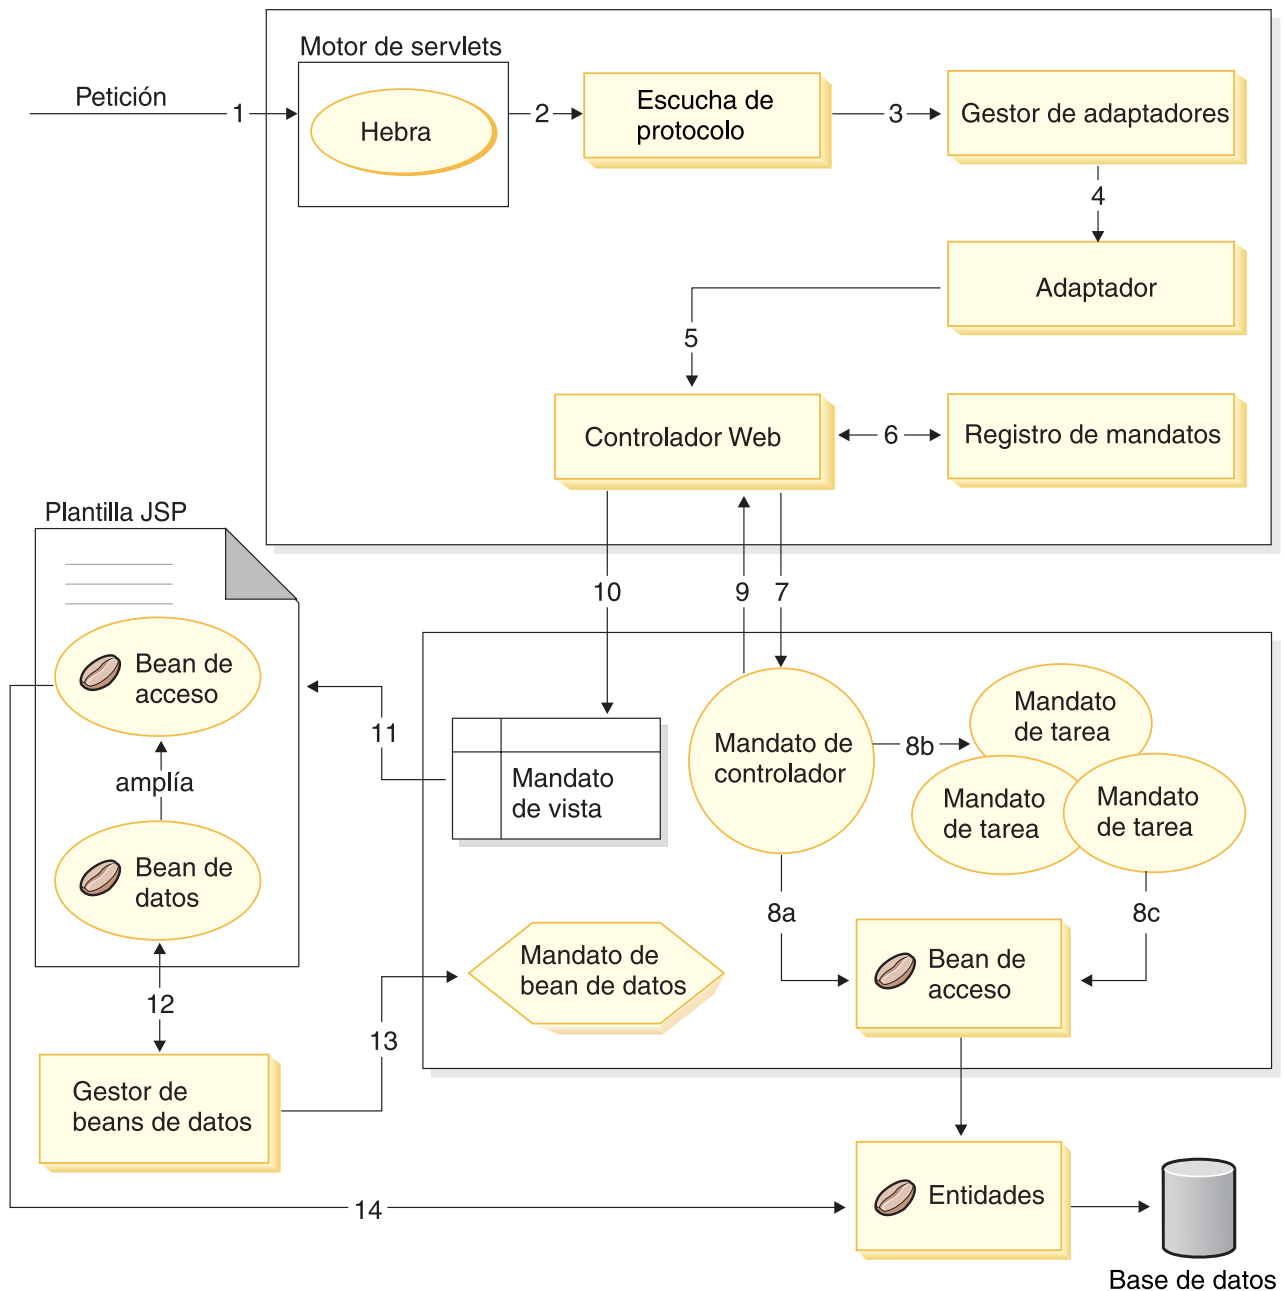 Motor de servlets
Petición
1
Hebra
2
Escucha de
protocolo
3
Gestor de adaptadores
4
Adaptador
5
Controlador Web
6
Registro de mandatos
Plantilla JSP
10
9
7
Bean de
acceso
11
Mandato
de vista
Mandato de
controlador
8b
Mandato
de tarea
Mandato
de tarea
Mandato
de tarea
amplía
Bean de
datos
8a
8c
Mandato de
bean de datos
Bean de
acceso
12
13
Gestor de
beans de datos
14
Entidades
Base de datos